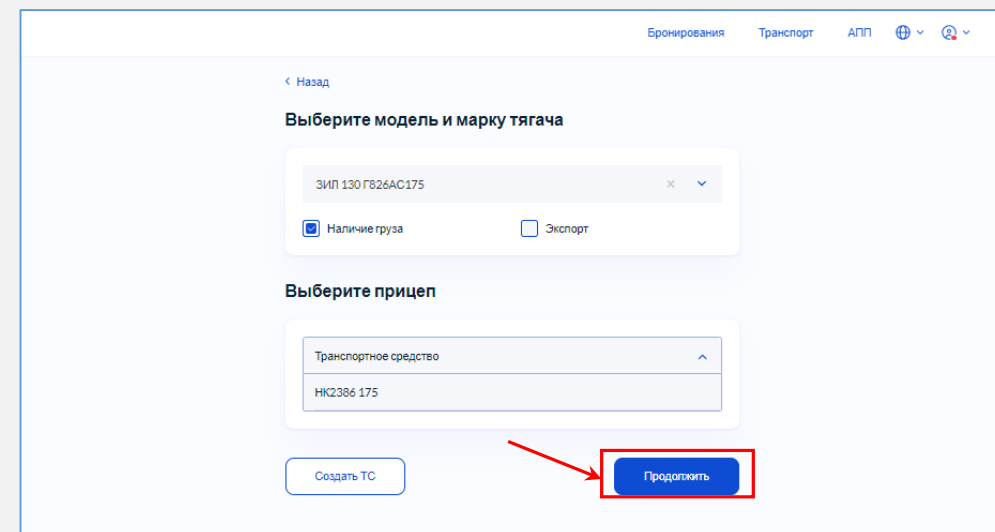 Бронирования Транспорт АПП
Назад
Выберите модель и марку тягача
ЗИЛ 130 Г826АС175
Наличие груза Экспорт
Выберите прицеп
Транспортное средство
НК2386 175
Создать ТС Продолжить